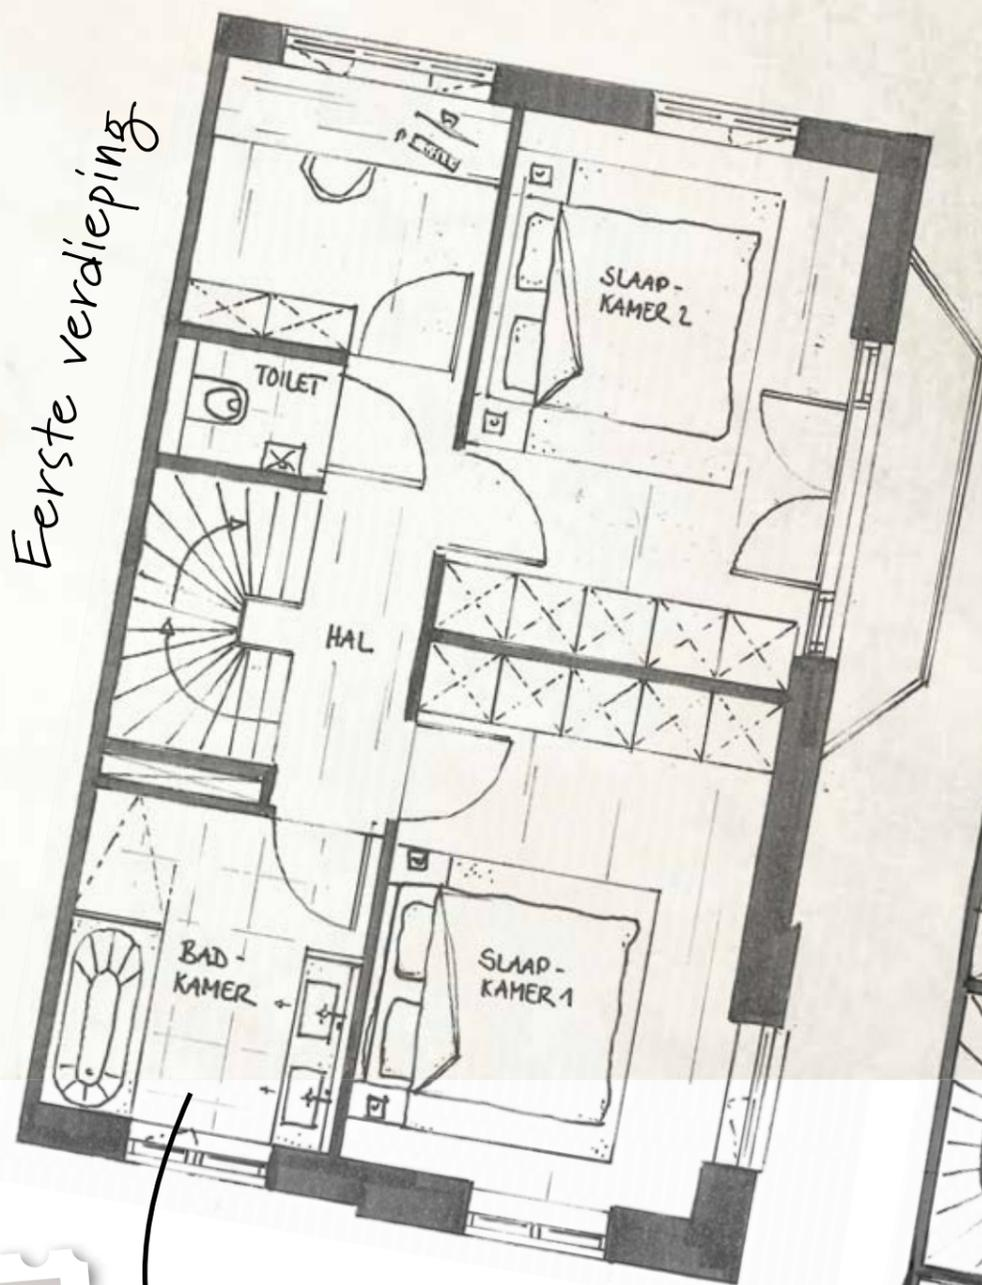 Eerste verdieping
SLAAP-
KAMER 2
TOILET
HAL
BAD-
KAMER
SLAAP-
KAMER 1